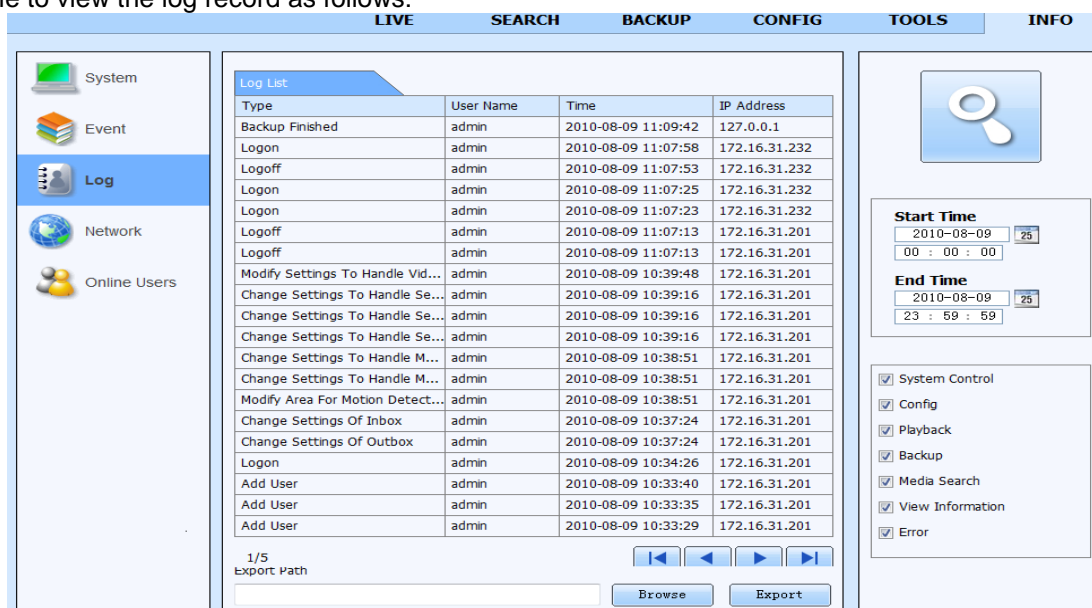 e to view the log record as follows:
LIVE SEARCH BACKUP CONFIG TOOLS INFO
System
Event
Log
Network
Online Users
Log List
Type User Name Time IP Address
Backup Finished admin 2010-08-09 11:09:42 127.0.0.1
Logon admin 2010-08-09 11:07:58 172.16.31.232
Logoff admin 2010-08-09 11:07:53 172.16.31.232
Logon admin 2010-08-09 11:07:25 172.16.31.232
Logon admin 2010-08-09 11:07:23 172.16.31.232
Logoff admin 2010-08-09 11:07:13 172.16.31.201
Logoff admin 2010-08-09 11:07:13 172.16.31.201
Modify Settings To Handle Vid... admin 2010-08-09 10:39:48 172.16.31.201
Change Settings To Handle Se... admin 2010-08-09 10:39:16 172.16.31.201
Change Settings To Handle Se... admin 2010-08-09 10:39:16 172.16.31.201
Change Settings To Handle Se... admin 2010-08-09 10:39:16 172.16.31.201
Change Settings To Handle M... admin 2010-08-09 10:38:51 172.16.31.201
Change Settings To Handle M... admin 2010-08-09 10:38:51 172.16.31.201
Modify Area For Motion Detect... admin 2010-08-09 10:38:51 172.16.31.201
Change Settings Of Inbox admin 2010-08-09 10:37:24 172.16.31.201
Change Settings Of Outbox admin 2010-08-09 10:37:24 172.16.31.201
Logon admin 2010-08-09 10:34:26 172.16.31.201
Add User admin 2010-08-09 10:33:40 172.16.31.201
Add User admin 2010-08-09 10:33:35 172.16.31.201
Add User admin 2010-08-09 10:33:29 172.16.31.201
1/5
Export Path
Browse Export
Start Time
2010-08-09 25
00 : 00 : 00
End Time
2010-08-09 25
23 : 59 : 59
System Control
Config
Playback
Backup
Media Search
View Information
Error